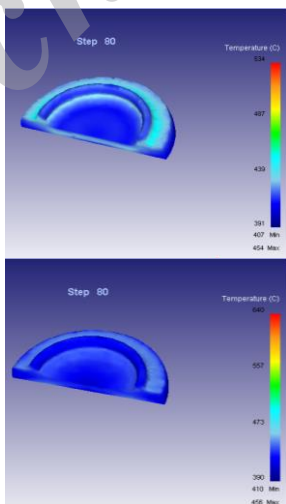 Step 80
Temperature (C)
534
487
439
391
407 Min
454 Max
Step 80
Temperature (C)
640
557
473
390
410 Min
456 Max